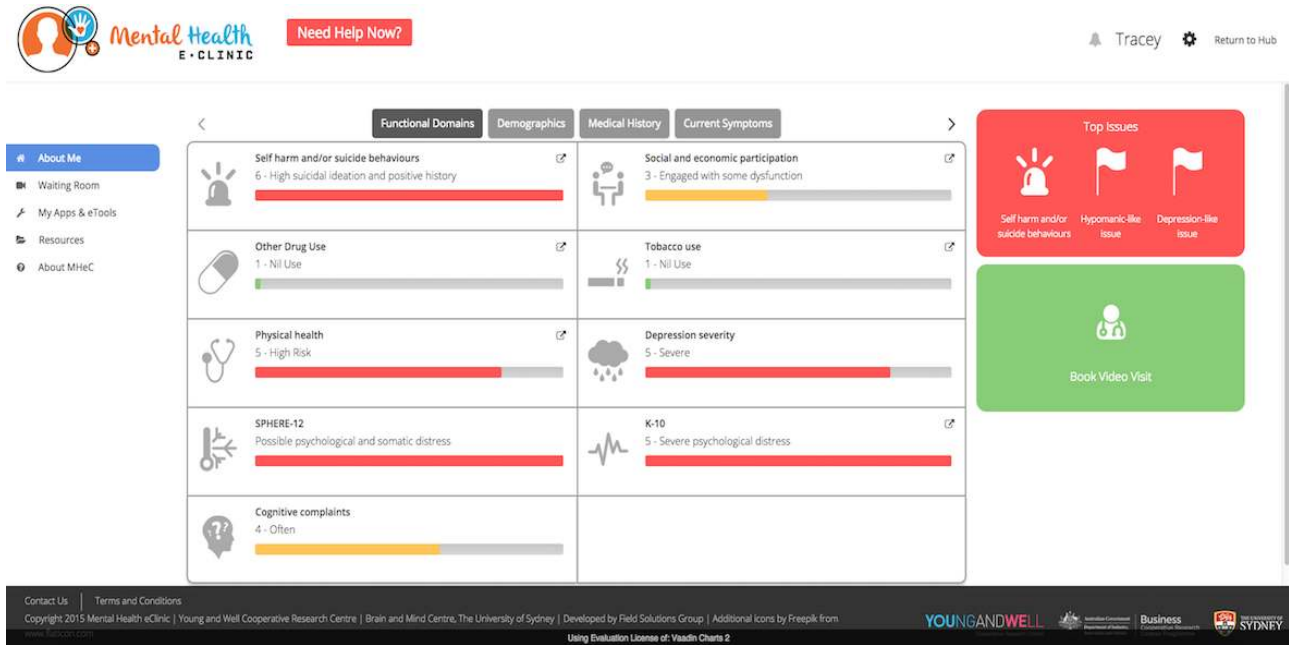 Mental Health
E·CLINIC
Need Help Now?
Tracey
Return to Hub
About Me
Waiting Room
My Apps & eTools
Resources
About MHeC
Functional Domains
Demographics
Medical History
Current Symptoms
Self harm and/or suicide behaviours
6 - High suicidal ideation and positive history
Social and economic participation
3 - Engaged with some dysfunction
Other Drug Use
1 - Nil Use
Tobacco use
1 - Nil Use
Physical health
5 - High Risk
Depression severity
5 - Severe
SPHERE-12
Possible psychological and somatic distress
K-10
5 - Severe psychological distress
Cognitive complaints
4 - Often
Top Issues
Self harm and/or
suicide behaviours
Hypomanic-like
issue
Depression-like
issue
Book Video Visit
Contact Us | Terms and Conditions
Copyright 2015 Mental Health eClinic | Young and Well Cooperative Research Centre | Brain and Mind Centre, The University of Sydney | Developed by Field Solutions Group | Additional icons by Freepik from
www.flaticon.com
Using Evaluation License of: Vaadin Charts 2
YOUNGANDWELL
Australian Government
Business
Cooperative Research
THE UNIVERSITY OF
SYDNEY